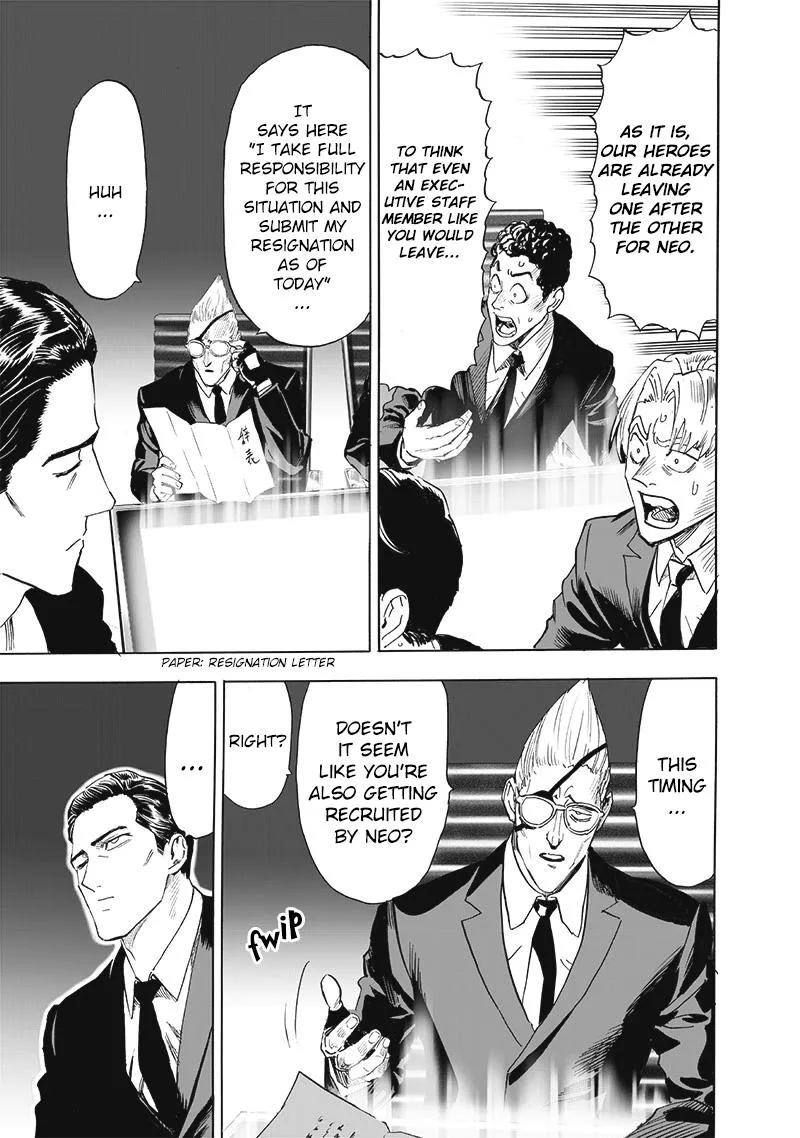 AS IT IS,
OUR HEROES
ARE ALREADY
LEAVING
ONE AFTER
THE OTHER
FOR NEO.
TO THINK
THAT EVEN
AN EXEC-
UTIVE STAFF
MEMBER LIKE
YOU WOULD
LEAVE...
IT
SAYS HERE
"I TAKE FULL
RESPONSIBILITY
FOR THIS
SITUATION AND
SUBMIT MY
RESIGNATION
AS OF
TODAY"
...
HUH
...
辞表
PAPER: RESIGNATION LETTER
THIS
TIMING
...
DOESN'T
IT SEEM
LIKE YOU'RE
ALSO GETTING
RECRUITED
BY NEO?
RIGHT?
...
fwip